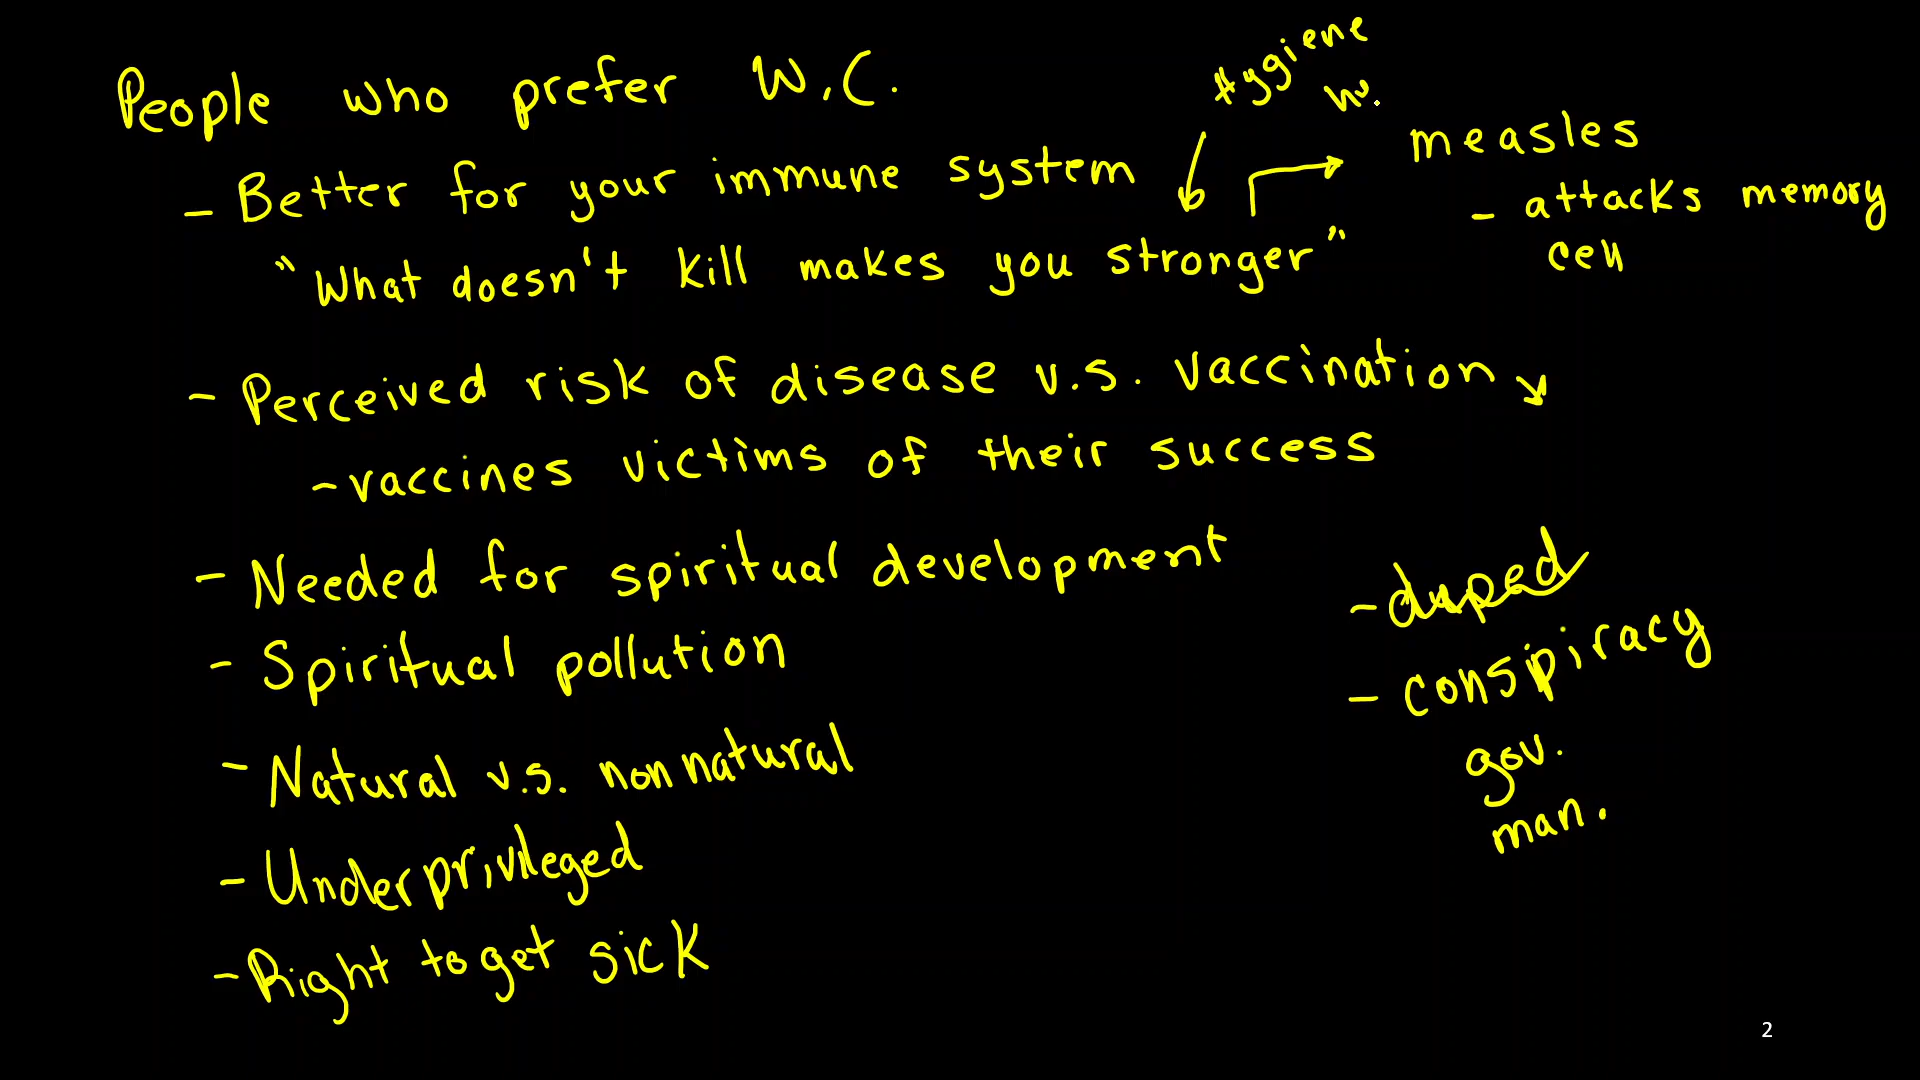 People who prefer W.C.
- Better for your immune system
"What doesn't kill makes you stronger"
Hygiene
hy.
measles
- attacks memory
cell
- Perceived risk of disease v.s. vaccination
- vaccines victims of their success
- Needed for spiritual development
- Spiritual pollution
- Natural v.s. nonnatural
- Underprivileged
- Right to get sick
- duped
- conspiracy
gov.
man.
2